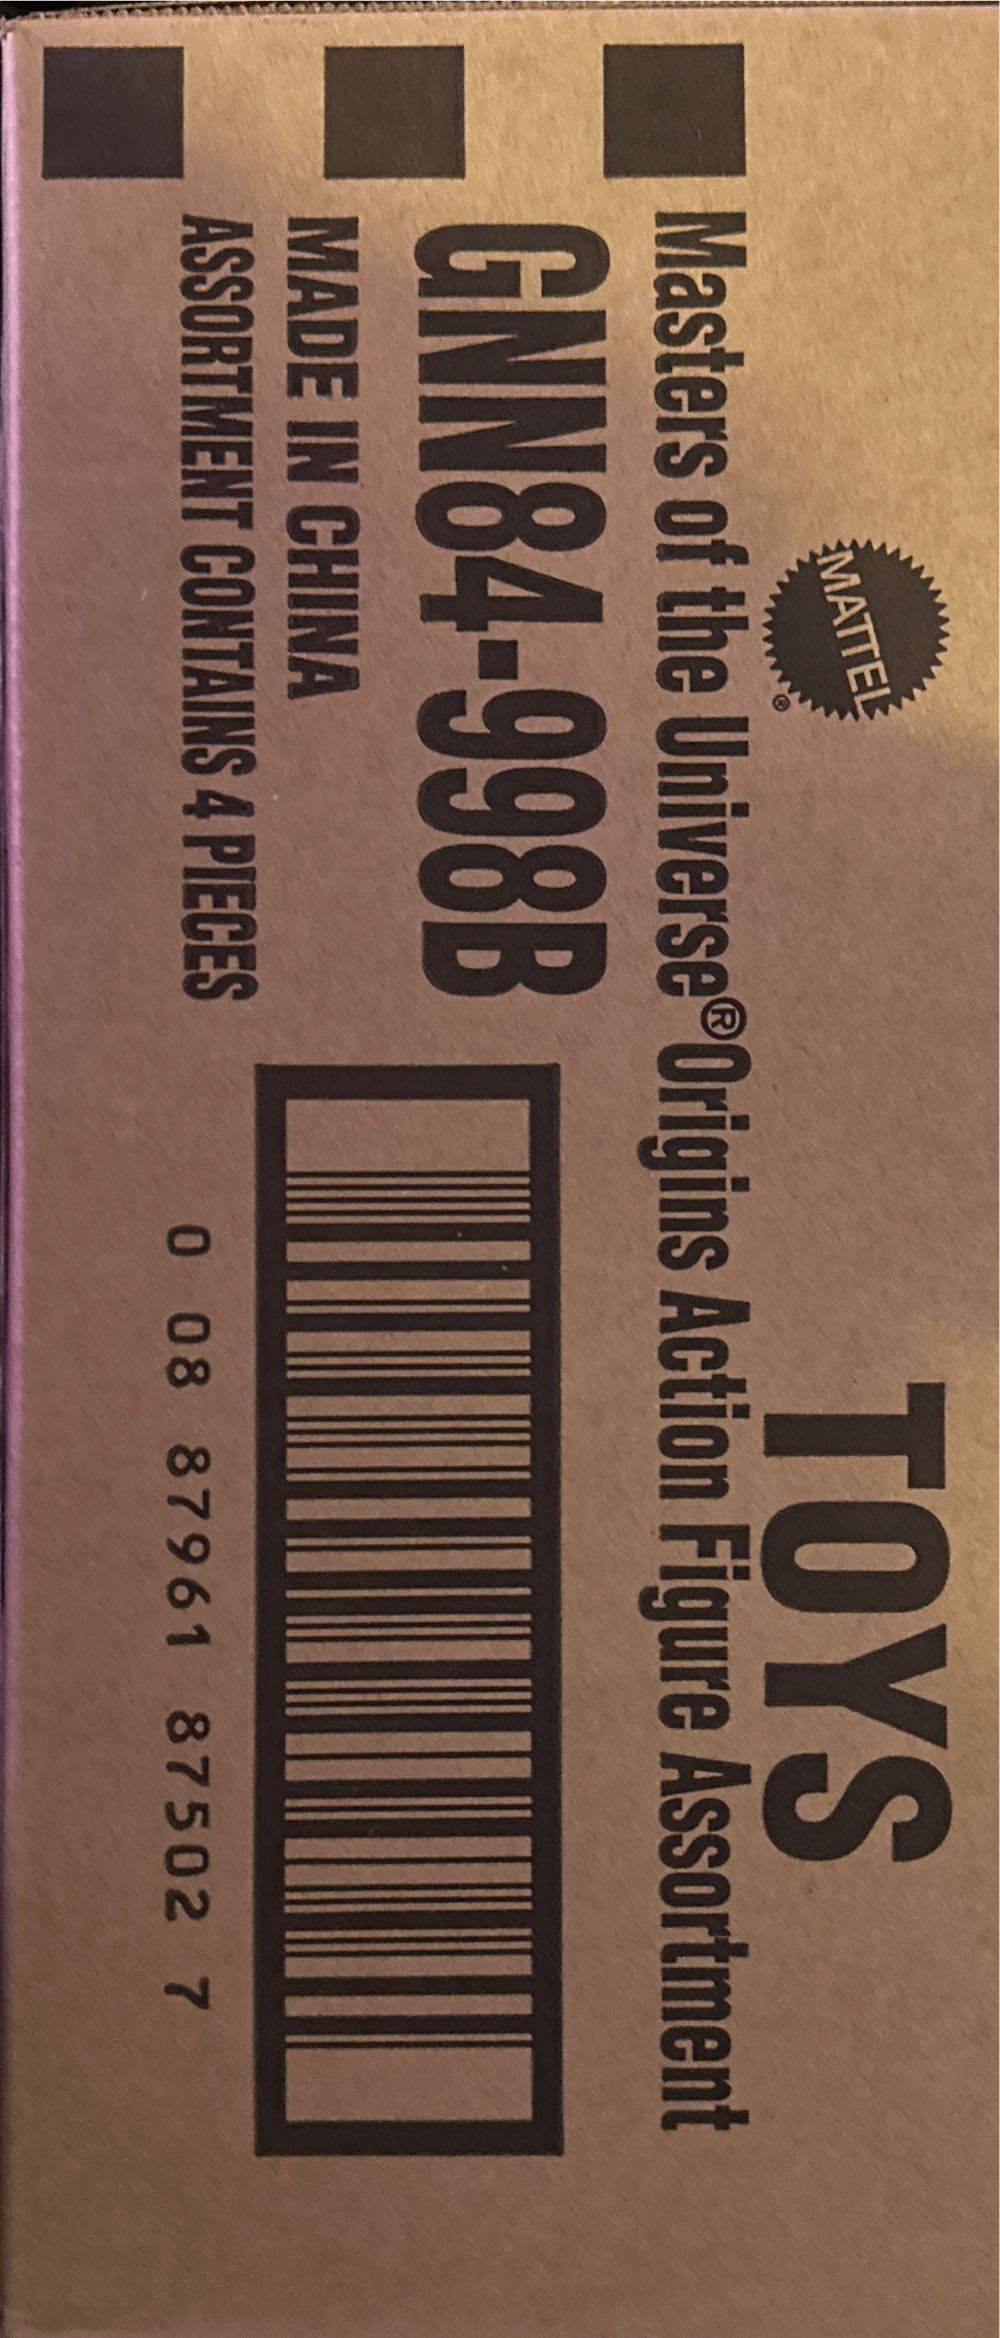 MATTEL®
TOYS
Masters of the Universe® Origins Action Figure Assortment
GNN84-998B
MADE IN CHINA
ASSORTMENT CONTAINS 4 PIECES
0 08 87961 87502 7